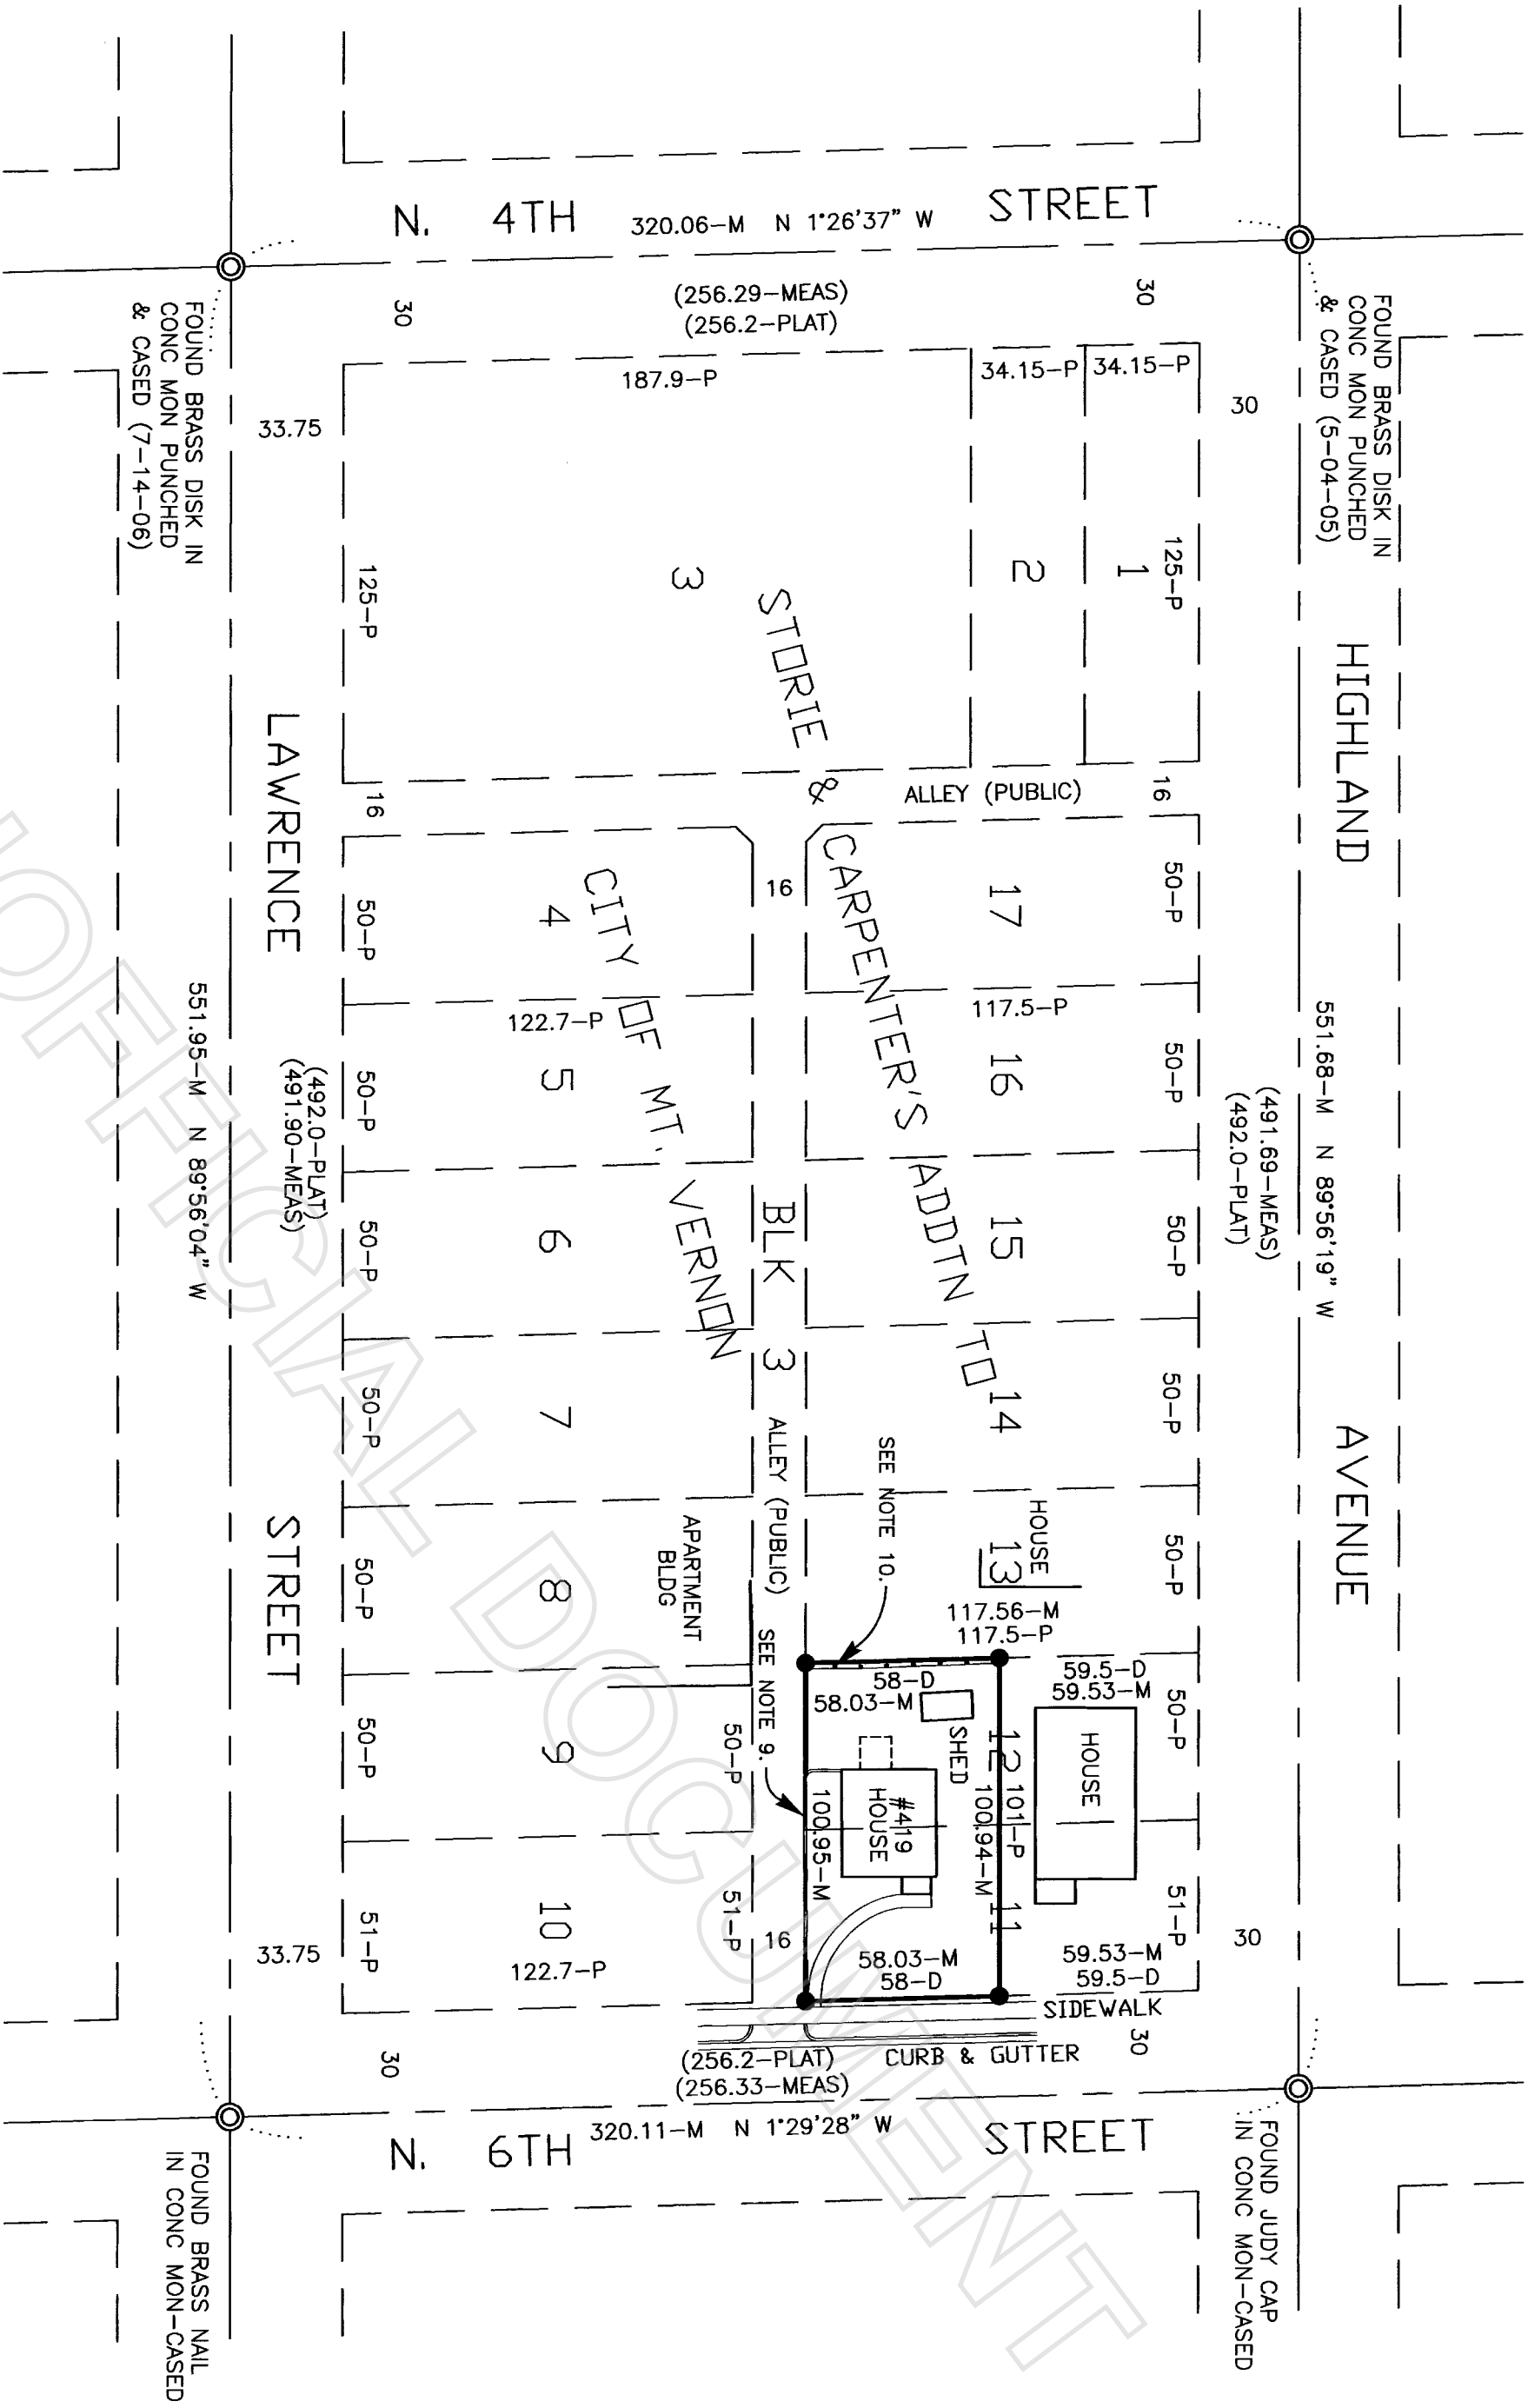 N. 4TH STREET
320.06-M N 1°26'37" W
(256.29-MEAS)
(256.2-PLAT)
30
30
187.9-P
34.15-P
34.15-P
FOUND BRASS DISK IN
CONC MON PUNCHED
& CASED (7-14-06)
FOUND BRASS DISK IN
CONC MON PUNCHED
& CASED (5-04-05)
33.75
30
125-P
125-P
3
2
1
STORIE & CARPENTER'S ADDTN TO
CITY OF MT. VERNON
HIGHLAND AVENUE
551.68-M N 89°56'19" W
(491.69-MEAS)
(492.0-PLAT)
LAWRENCE STREET
(492.0-PLAT)
(491.90-MEAS)
551.95-M N 89°56'04" W
ALLEY (PUBLIC)
16
16
16
50-P
50-P
50-P
50-P
50-P
50-P
51-P
17
16
15
14
13
12
11
117.5-P
BLK 3
ALLEY (PUBLIC)
4
5
6
7
8
9
10
122.7-P
50-P
50-P
50-P
50-P
50-P
50-P
51-P
SEE NOTE 10.
HOUSE
117.56-M
117.5-P
APARTMENT
BLDG
SEE NOTE 9.
58-D
58.03-M
59.5-D
59.53-M
SHED
HOUSE
#419
HOUSE
101-P
100.94-M
100.95-M
50-P
51-P
16
58.03-M
58-D
59.53-M
59.5-D
122.7-P
33.75
30
SIDEWALK
CURB & GUTTER
30
30
(256.2-PLAT)
(256.33-MEAS)
320.11-M N 1°29'28" W
N. 6TH STREET
FOUND BRASS NAIL
IN CONC MON-CASED
FOUND JUDY CAP
IN CONC MON-CASED
OFFICIAL DOCUMENT